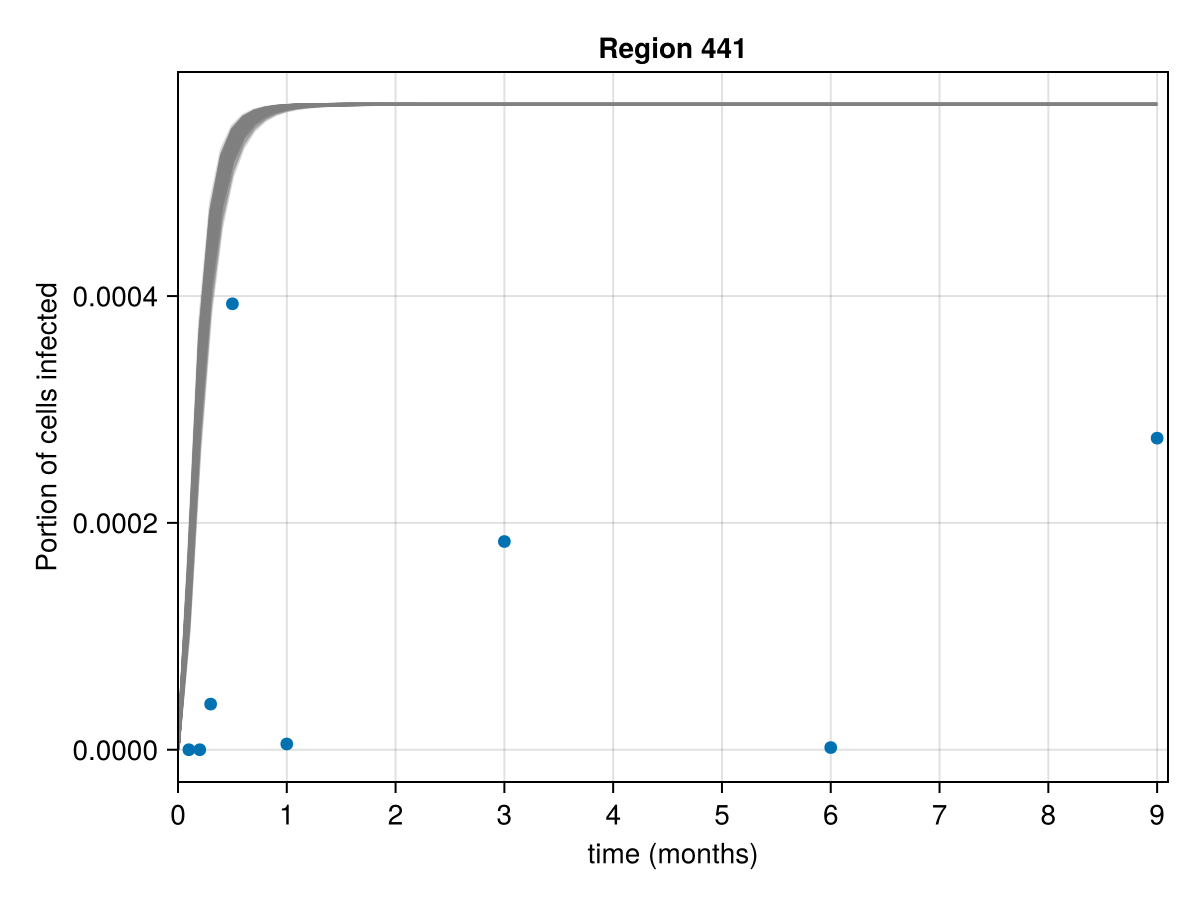 Region 441
Portion of cells infected
0.0004
0.0002
0.0000
0 1 2 3 4 5 6 7 8 9
time (months)